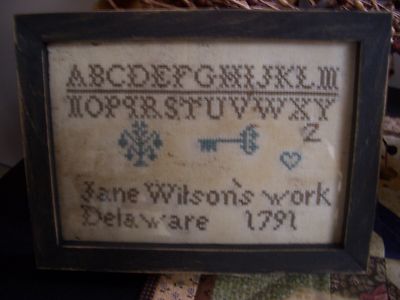 ABCDEFGHIJKLM
NOPQRSTUVWXY
Z
Jane Wilson's work
Delaware 1791